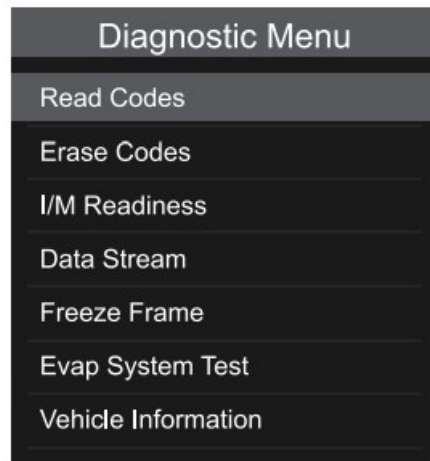 Diagnostic Menu
Read Codes
Erase Codes
I/M Readiness
Data Stream
Freeze Frame
Evap System Test
Vehicle Information